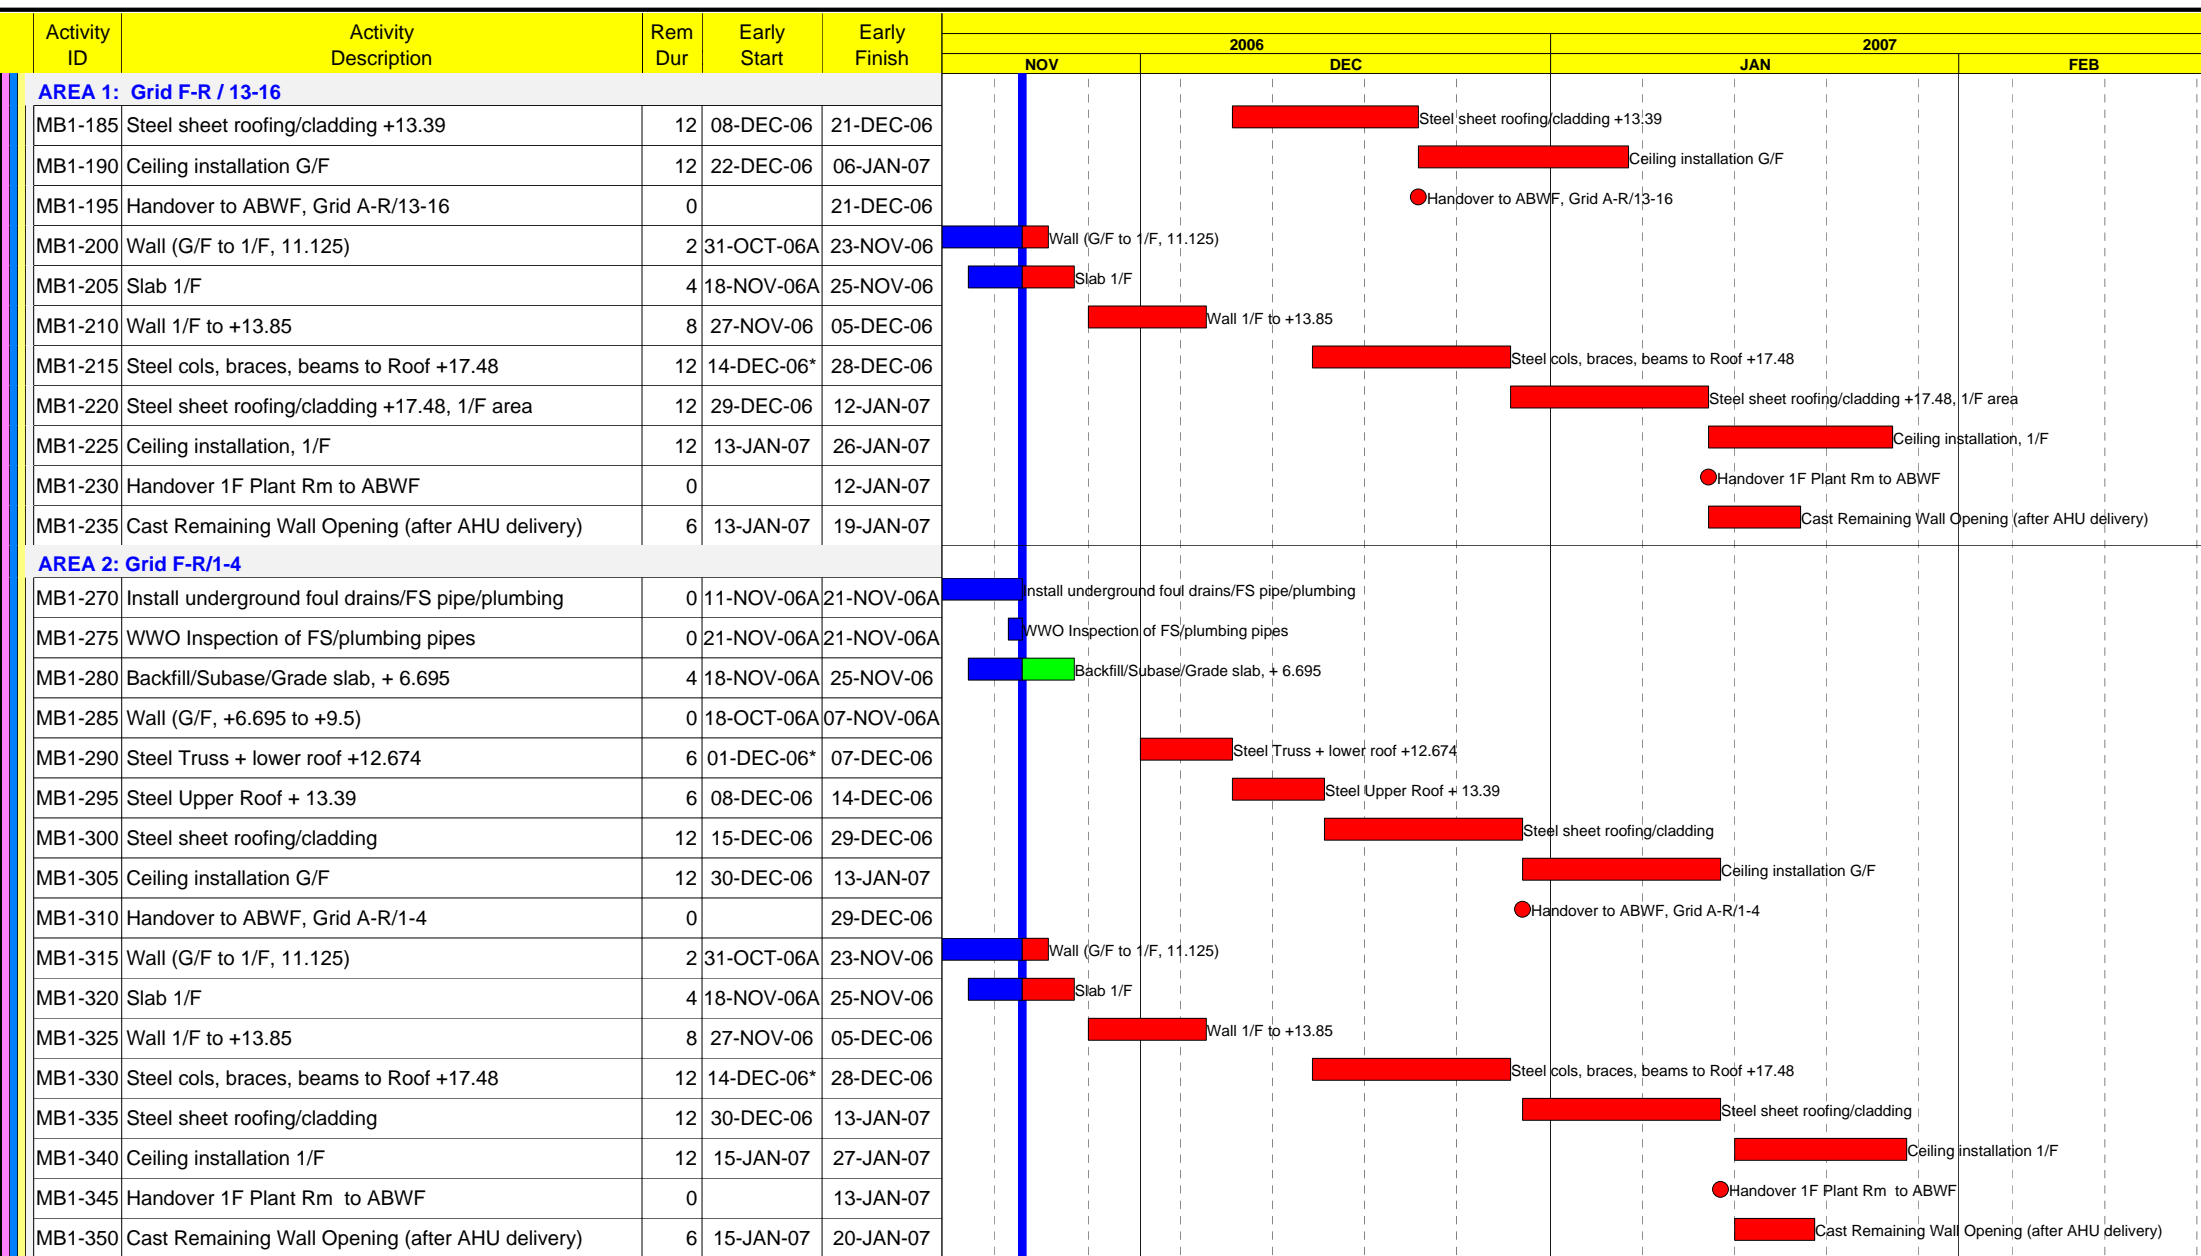 Activity Activity Rem Early Early
ID Description Dur Start Finish
2006 2007
NOV DEC JAN FEB
AREA 1: Grid F-R / 13-16
MB1-185 Steel sheet roofing/cladding +13.39 12 08-DEC-06 21-DEC-06 Steel sheet roofing/cladding +13.39
MB1-190 Ceiling installation G/F 12 22-DEC-06 06-JAN-07 Ceiling installation G/F
MB1-195 Handover to ABWF, Grid A-R/13-16 0 21-DEC-06 Handover to ABWF, Grid A-R/13-16
MB1-200 Wall (G/F to 1/F, 11.125) 2 31-OCT-06A 23-NOV-06 Wall (G/F to 1/F, 11.125)
MB1-205 Slab 1/F 4 18-NOV-06A 25-NOV-06 Slab 1/F
MB1-210 Wall 1/F to +13.85 8 27-NOV-06 05-DEC-06 Wall 1/F to +13.85
MB1-215 Steel cols, braces, beams to Roof +17.48 12 14-DEC-06* 28-DEC-06 Steel cols, braces, beams to Roof +17.48
MB1-220 Steel sheet roofing/cladding +17.48, 1/F area 12 29-DEC-06 12-JAN-07 Steel sheet roofing/cladding +17.48, 1/F area
MB1-225 Ceiling installation, 1/F 12 13-JAN-07 26-JAN-07 Ceiling installation, 1/F
MB1-230 Handover 1F Plant Rm to ABWF 0 12-JAN-07 Handover 1F Plant Rm to ABWF
MB1-235 Cast Remaining Wall Opening (after AHU delivery) 6 13-JAN-07 19-JAN-07 Cast Remaining Wall Opening (after AHU delivery)
AREA 2: Grid F-R/1-4
MB1-270 Install underground foul drains/FS pipe/plumbing 0 11-NOV-06A 21-NOV-06A Install underground foul drains/FS pipe/plumbing
MB1-275 WWO Inspection of FS/plumbing pipes 0 21-NOV-06A 21-NOV-06A WWO Inspection of FS/plumbing pipes
MB1-280 Backfill/Subase/Grade slab, + 6.695 4 18-NOV-06A 25-NOV-06 Backfill/Subase/Grade slab, + 6.695
MB1-285 Wall (G/F, +6.695 to +9.5) 0 18-OCT-06A 07-NOV-06A
MB1-290 Steel Truss + lower roof +12.674 6 01-DEC-06* 07-DEC-06 Steel Truss + lower roof +12.674
MB1-295 Steel Upper Roof + 13.39 6 08-DEC-06 14-DEC-06 Steel Upper Roof + 13.39
MB1-300 Steel sheet roofing/cladding 12 15-DEC-06 29-DEC-06 Steel sheet roofing/cladding
MB1-305 Ceiling installation G/F 12 30-DEC-06 13-JAN-07 Ceiling installation G/F
MB1-310 Handover to ABWF, Grid A-R/1-4 0 29-DEC-06 Handover to ABWF, Grid A-R/1-4
MB1-315 Wall (G/F to 1/F, 11.125) 2 31-OCT-06A 23-NOV-06 Wall (G/F to 1/F, 11.125)
MB1-320 Slab 1/F 4 18-NOV-06A 25-NOV-06 Slab 1/F
MB1-325 Wall 1/F to +13.85 8 27-NOV-06 05-DEC-06 Wall 1/F to +13.85
MB1-330 Steel cols, braces, beams to Roof +17.48 12 14-DEC-06* 28-DEC-06 Steel cols, braces, beams to Roof +17.48
MB1-335 Steel sheet roofing/cladding 12 30-DEC-06 13-JAN-07 Steel sheet roofing/cladding
MB1-340 Ceiling installation 1/F 12 15-JAN-07 27-JAN-07 Ceiling installation 1/F
MB1-345 Handover 1F Plant Rm to ABWF 0 13-JAN-07 Handover 1F Plant Rm to ABWF
MB1-350 Cast Remaining Wall Opening (after AHU delivery) 6 15-JAN-07 20-JAN-07 Cast Remaining Wall Opening (after AHU delivery)